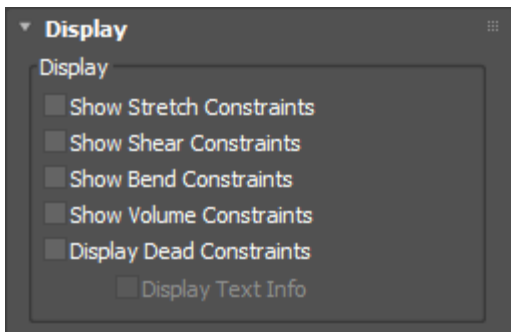 Display
Display
Show Stretch Constraints
Show Shear Constraints
Show Bend Constraints
Show Volume Constraints
Display Dead Constraints
Display Text Info